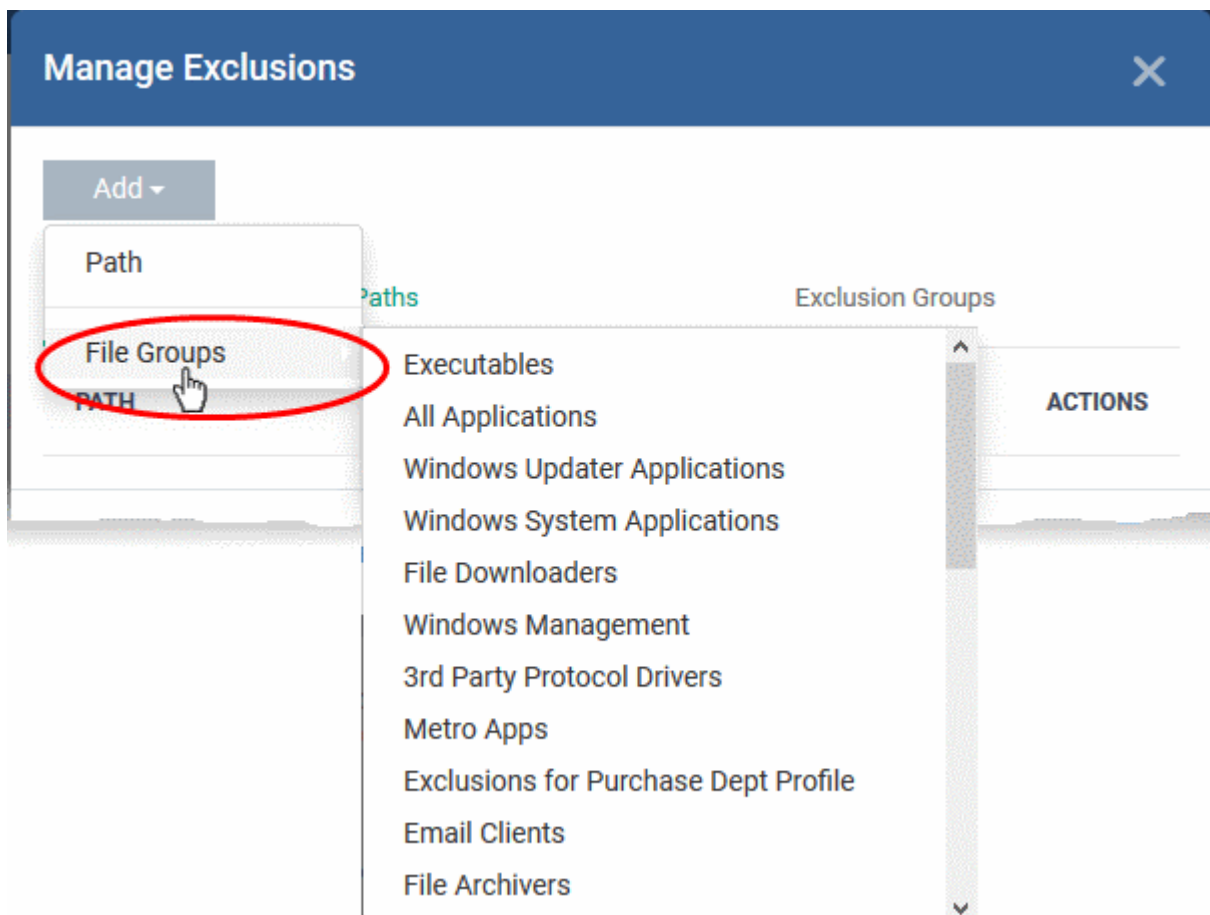 Manage Exclusions
Add
Path
Paths
Exclusion Groups
File Groups
PATH
ACTIONS
Executables
All Applications
Windows Updater Applications
Windows System Applications
File Downloaders
Windows Management
3rd Party Protocol Drivers
Metro Apps
Exclusions for Purchase Dept Profile
Email Clients
File Archivers